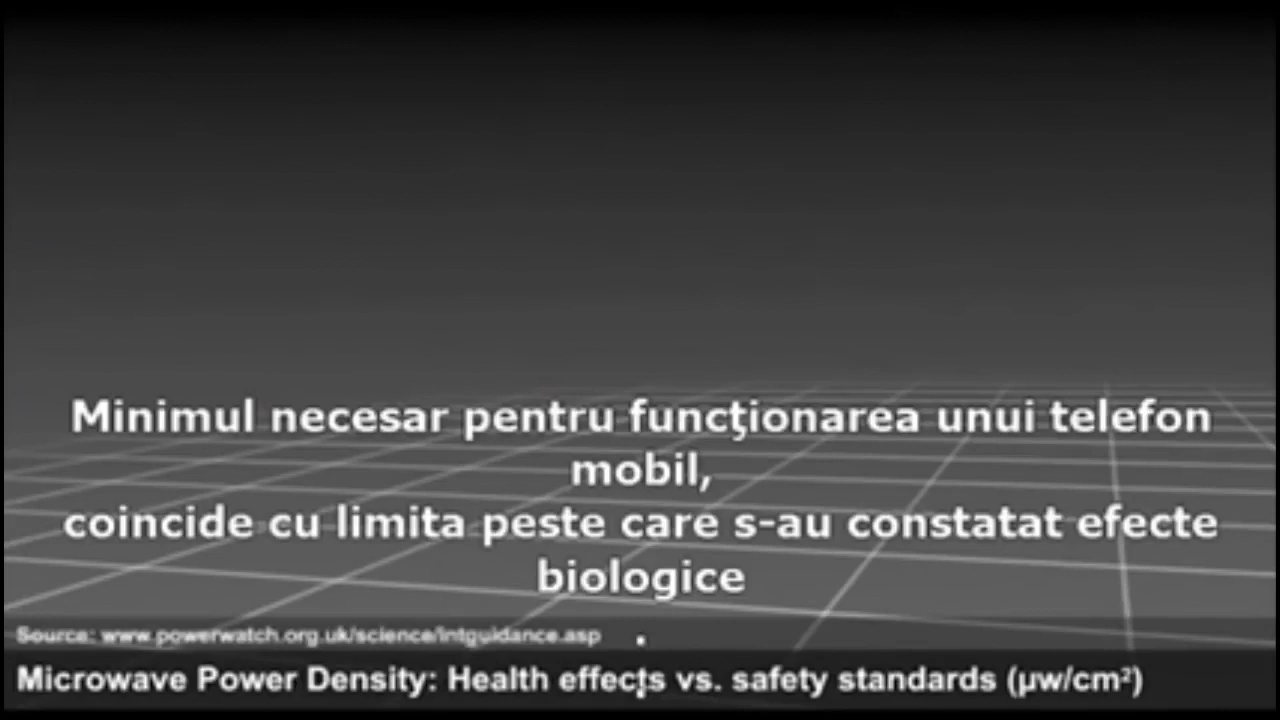 Minimul necesar pentru funcţionarea unui telefon
mobil,
coincide cu limita peste care s-au constatat efecte
biologice
.
Source: www.powerwatch.org.uk/science/intguidance.asp
Microwave Power Density: Health effects vs. safety standards (µw/cm²)